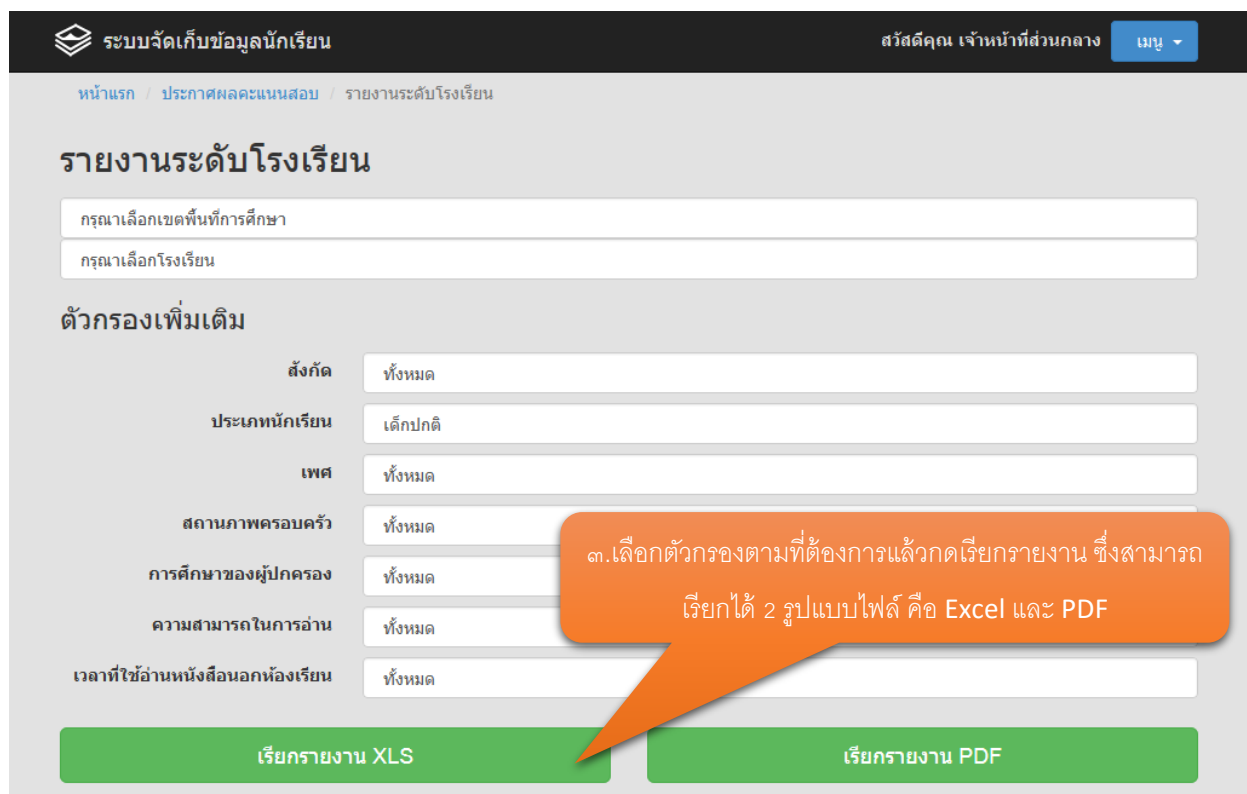 ระบบจัดเก็บข้อมูลนักเรียน
สวัสดีคุณ เจ้าหน้าที่ส่วนกลาง
เมนู
หน้าแรก / ประกาศผลคะแนนสอบ / รายงานระดับโรงเรียน
รายงานระดับโรงเรียน
กรุณาเลือกเขตพื้นที่การศึกษา
กรุณาเลือกโรงเรียน
ตัวกรองเพิ่มเติม
สังกัด ทั้งหมด
ประเภทนักเรียน เด็กปกติ
เพศ ทั้งหมด
สถานภาพครอบครัว ทั้งหมด
การศึกษาของผู้ปกครอง ทั้งหมด
ความสามารถในการอ่าน ทั้งหมด
เวลาที่ใช้อ่านหนังสือนอกห้องเรียน ทั้งหมด
๓.เลือกตัวกรองตามที่ต้องการแล้วกดเรียกรายงาน ซึ่งสามารถ
เรียกได้ 2 รูปแบบไฟล์ คือ Excel และ PDF
เรียกรายงาน XLS
เรียกรายงาน PDF